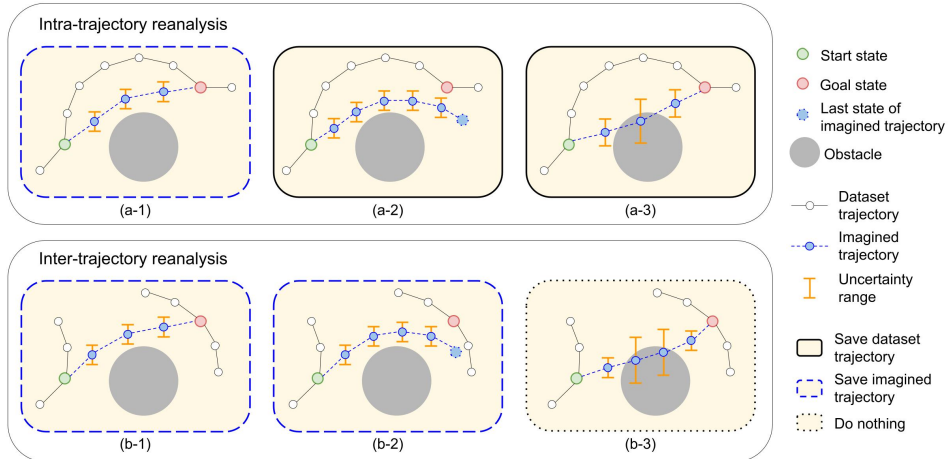 Intra-trajectory reanalysis
(a-1)
(a-2)
(a-3)
Inter-trajectory reanalysis
(b-1)
(b-2)
(b-3)
Start state
Goal state
Last state of
imagined trajectory
Obstacle
Dataset
trajectory
Imagined
trajectory
Uncertainty
range
Save dataset
trajectory
Save imagined
trajectory
Do nothing